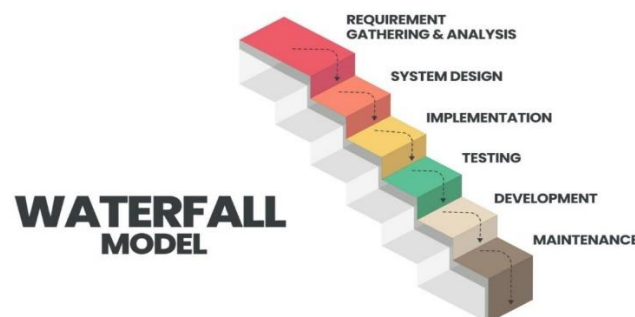 REQUIREMENT
GATHERING & ANALYSIS
SYSTEM DESIGN
IMPLEMENTATION
TESTING
DEVELOPMENT
MAINTENANCE
WATERFALL
MODEL